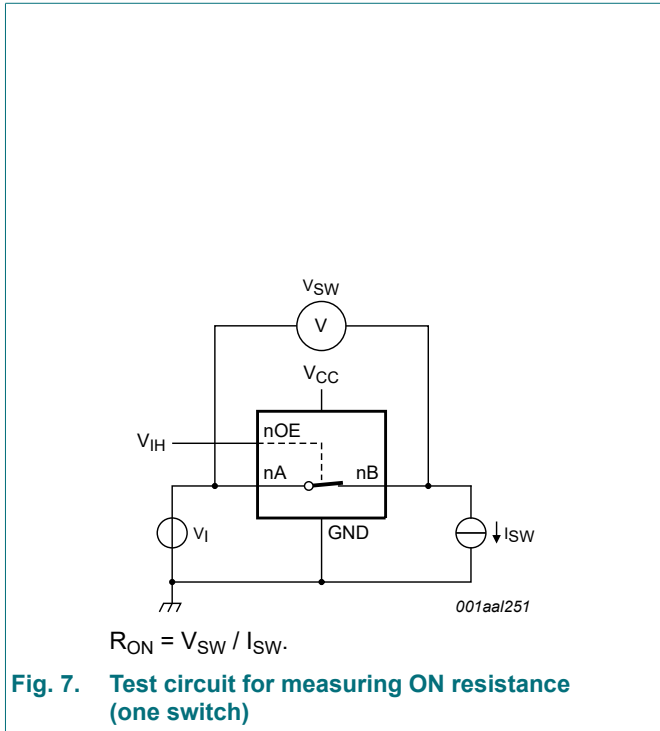 VSW
V
VCC
nOE
VIH
nA
nB
VI
GND
ISW
001aal251
RON = VSW / ISW.
Fig. 7. Test circuit for measuring ON resistance
(one switch)